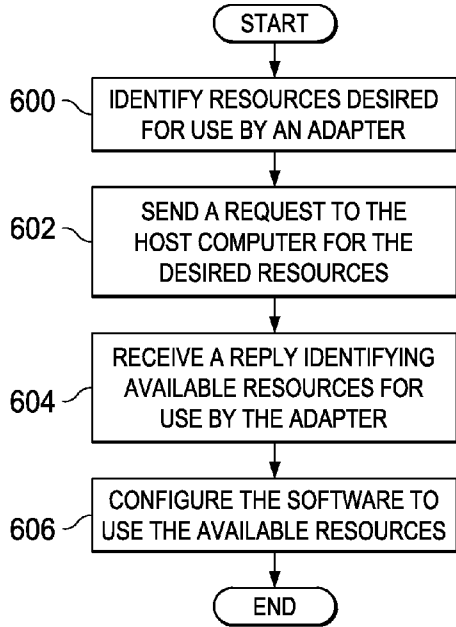 START
600
IDENTIFY RESOURCES DESIRED
FOR USE BY AN ADAPTER
602
SEND A REQUEST TO THE
HOST COMPUTER FOR THE
DESIRED RESOURCES
604
RECEIVE A REPLY IDENTIFYING
AVAILABLE RESOURCES FOR
USE BY THE ADAPTER
606
CONFIGURE THE SOFTWARE TO
USE THE AVAILABLE RESOURCES
END